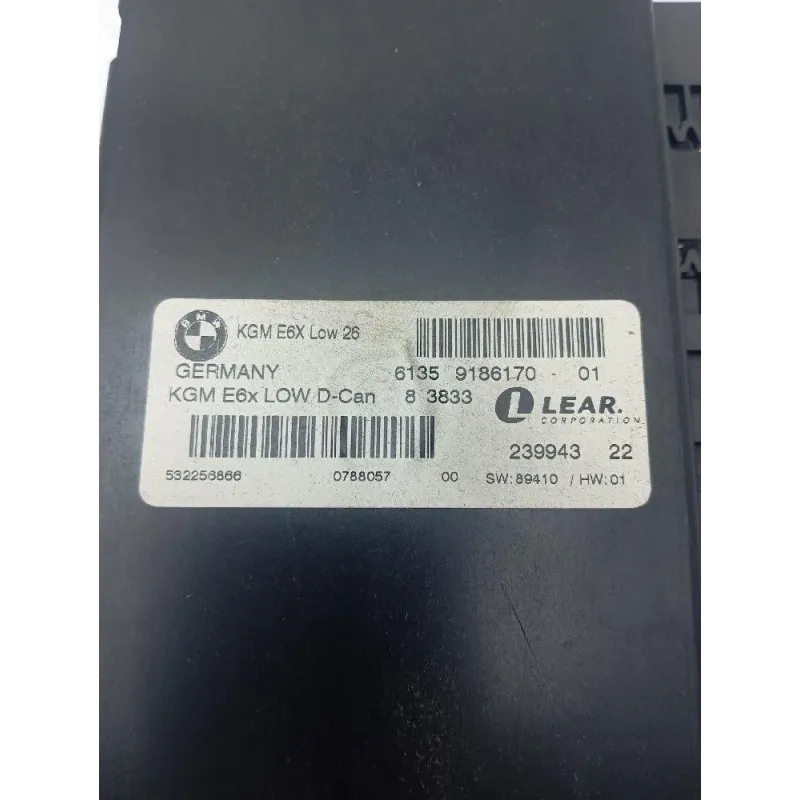 BMW KGM E6X Low 26
GERMANY 6135 9186170 - 01
KGM E6x LOW D-Can 8 3833 L LEAR.
CORPORATION
239943 22
532256866 0788057 00 SW:89410 / HW:01